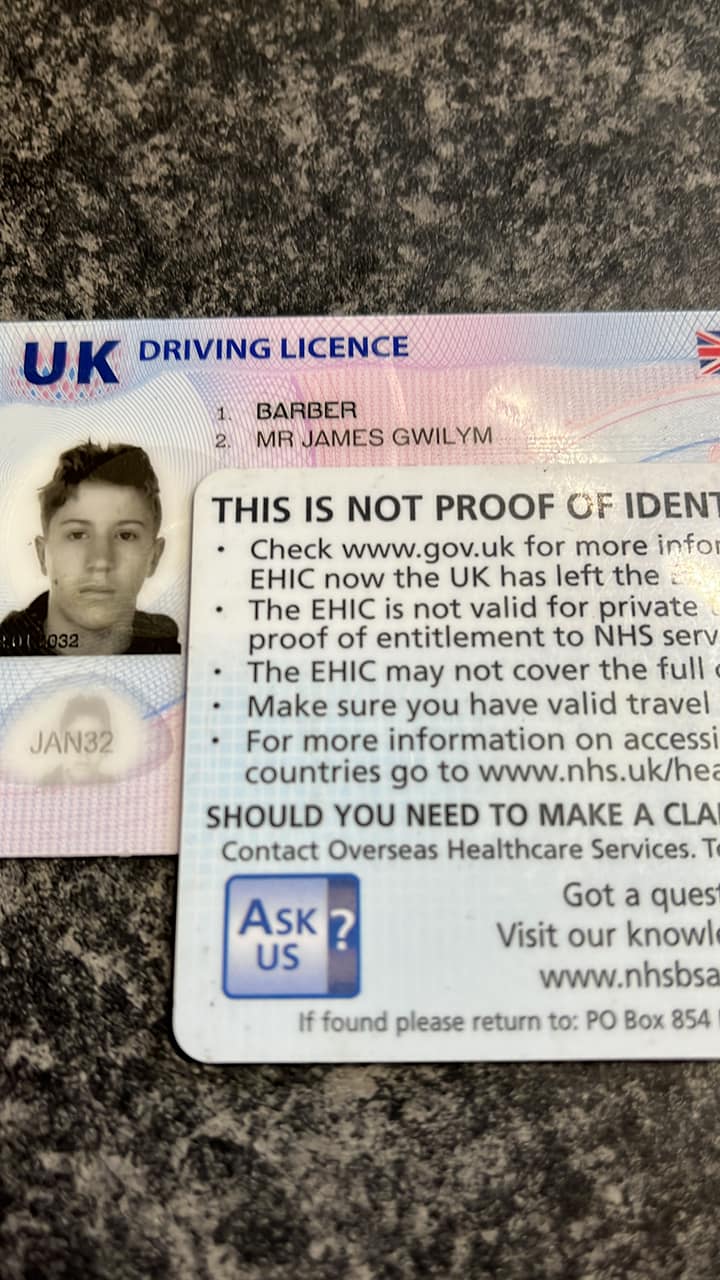 UK DRIVING LICENCE
1. BARBER
2. MR JAMES GWILYM
032
JAN32
THIS IS NOT PROOF OF IDENT
• Check www.gov.uk for more infor
EHIC now the UK has left the
• The EHIC is not valid for private
proof of entitlement to NHS serv
• The EHIC may not cover the full
• Make sure you have valid travel
• For more information on accessi
countries go to www.nhs.uk/hea
SHOULD YOU NEED TO MAKE A CLA
Contact Overseas Healthcare Services. Te
ASK US ?
Got a quest
Visit our knowle
www.nhsbsa
If found please return to: PO Box 854